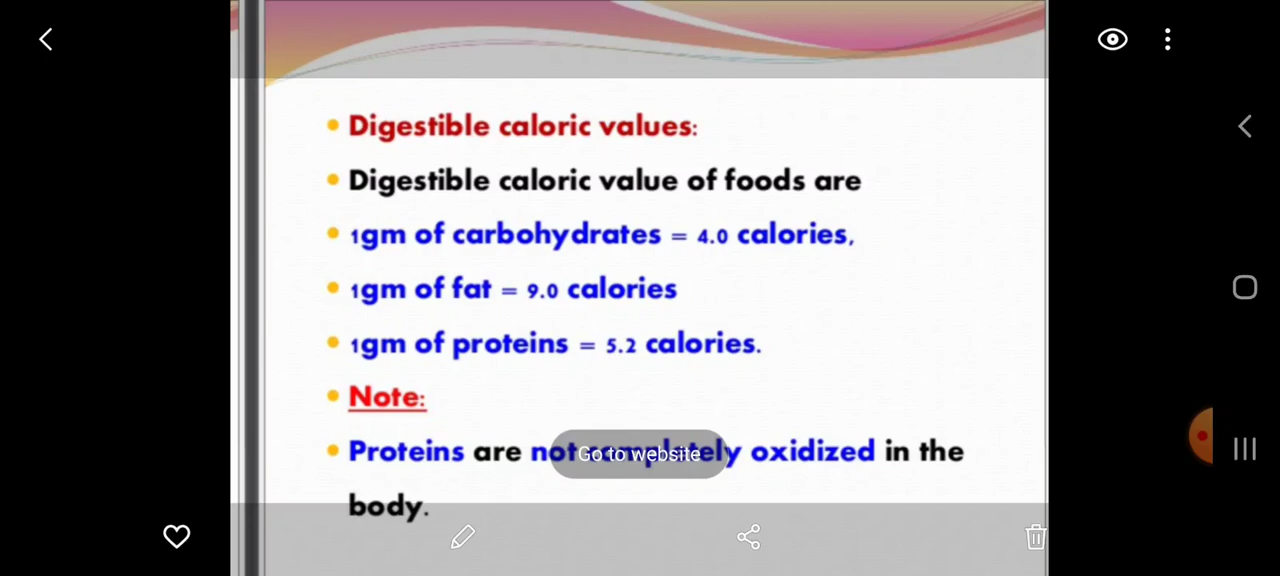 Digestible caloric values:
Digestible caloric value of foods are
1gm of carbohydrates = 4.0 calories,
1gm of fat = 9.0 calories
1gm of proteins = 5.2 calories.
Note:
Proteins are not completely oxidized in the
Go to website
body.